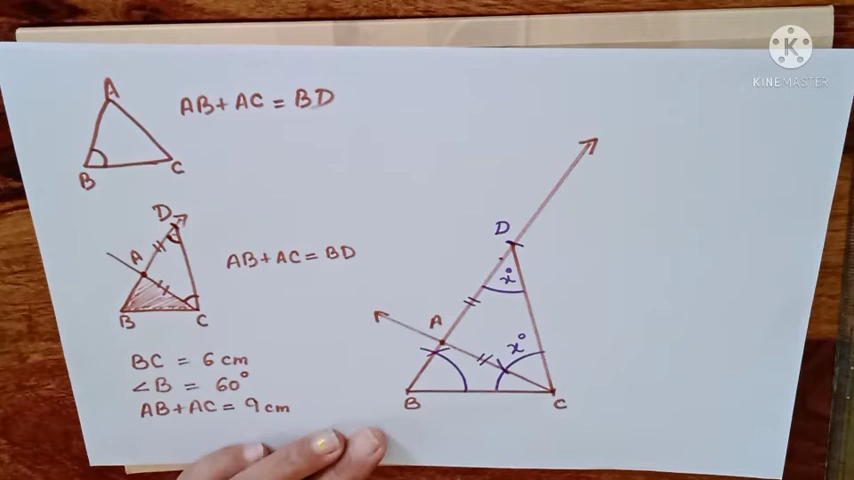 A
AB+AC = BD
B
C
D
A
AB+AC=BD
B
C
BC = 6 cm
∠B = 60°
AB+AC= 9 cm
D
x°
A
x°
B
C
K
KINEMASTER